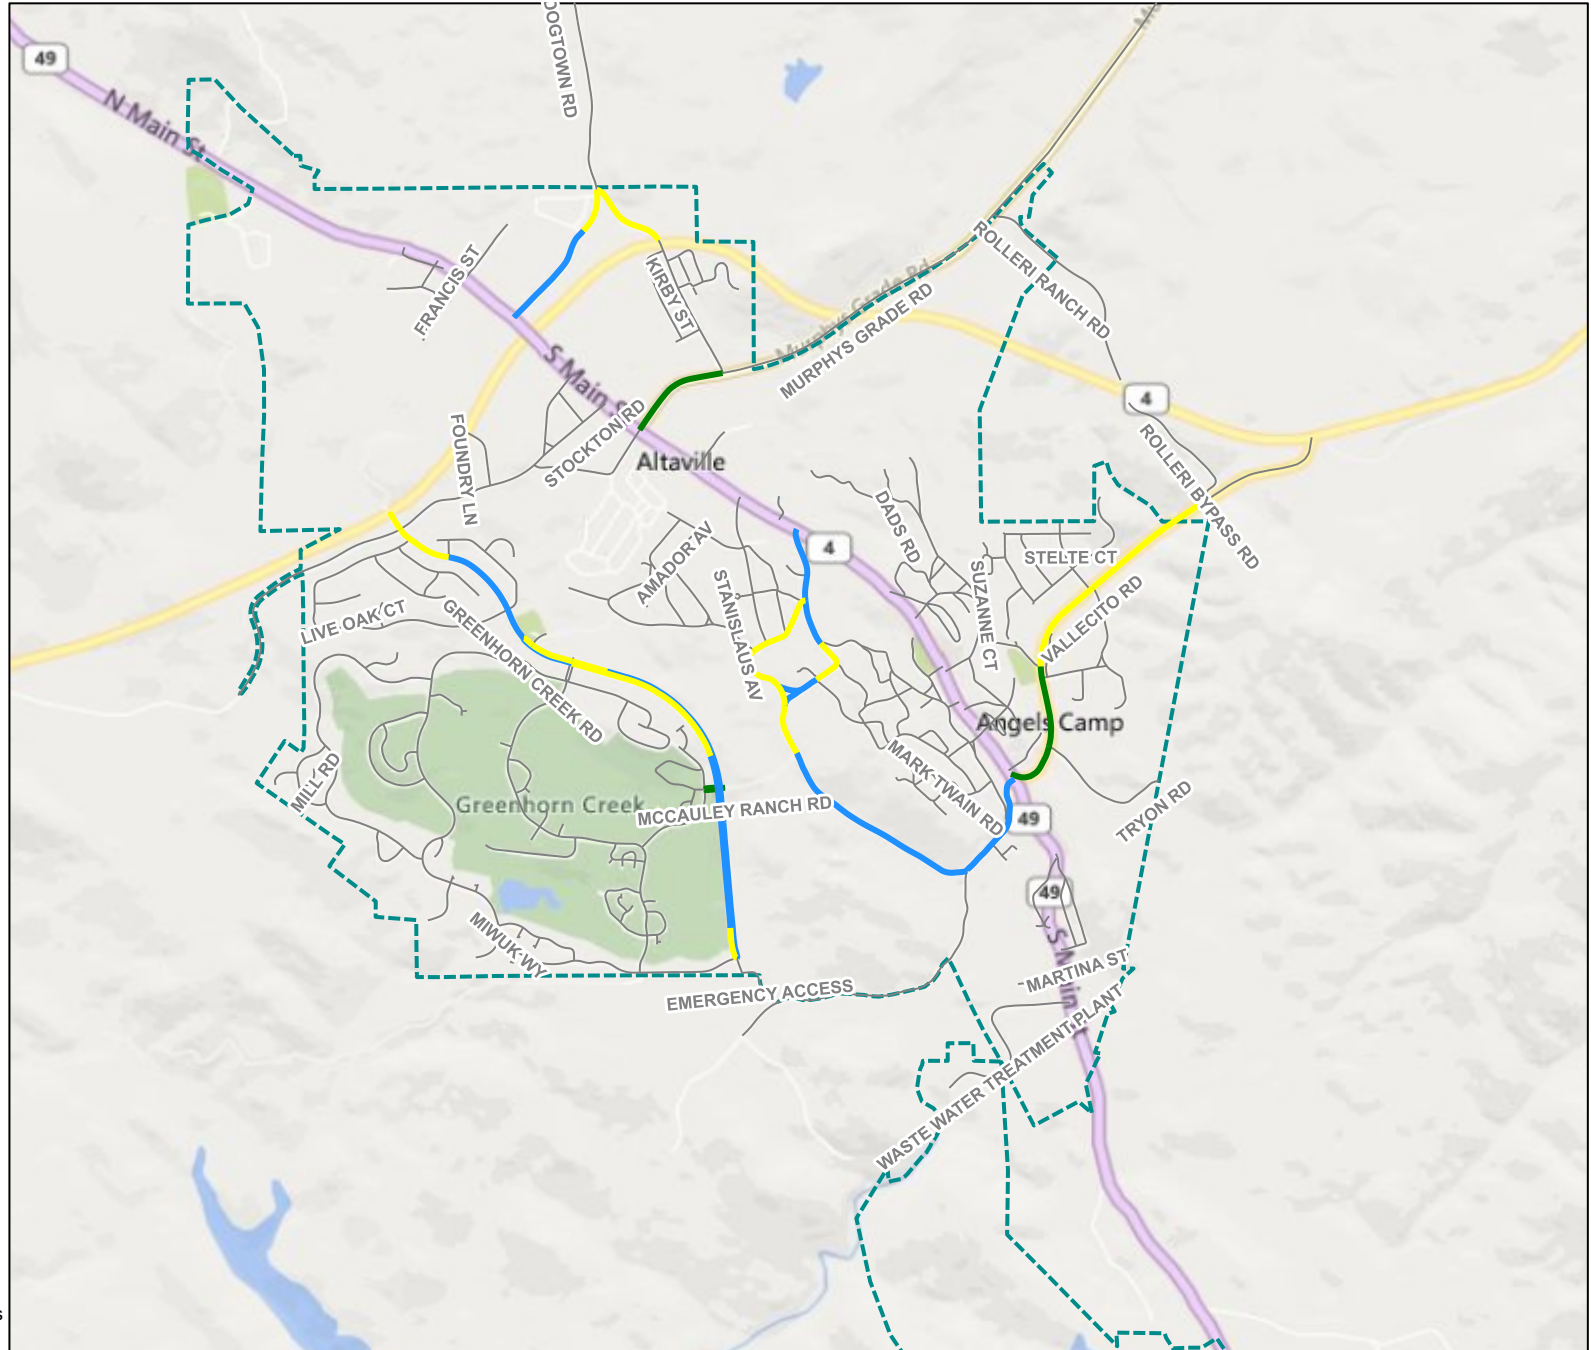 DOGTOWN RD
49
N Main St
ROLLERI RANCH RD
FRANCIS ST
KIRBY ST
Murphys Grade Rd
MURPHYS GRADE RD
S Main S
4
STOCKTON RD
FOUNDRY LN
Altaville
ROLLERI BYPASS RD
DADS RD
4
AMADOR AV
STELTE CT
SUZANNE CT
STANISLAUS AV
VALLECITO RD
LIVE OAK CT
GREENHORN CREEK RD
Angels Camp
MARK TWAIN RD
MILL RD
Greenhorn Creek
MCCAULEY RANCH RD
TRYON RD
49
49
MIWUK WY
S Main
MARTINA ST
EMERGENCY ACCESS
WASTE WATER TREATMENT PLANT
s